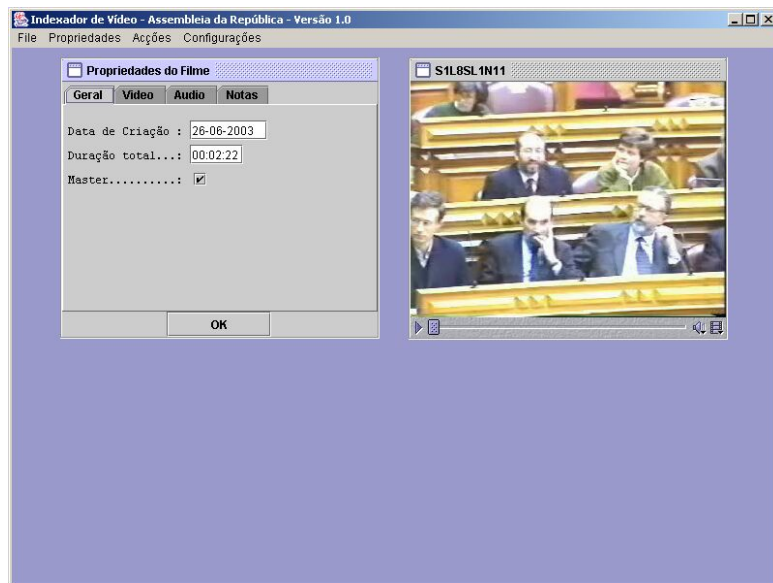 Indexador de Vídeo - Assembleia da República - Versão 1.0
File Propriedades Acções Configurações
Propriedades do Filme
Geral Video Audio Notas
Data de Criação : 26-06-2003
Duração total...: 00:02:22
Master..........:
OK
S1L8SL1N11